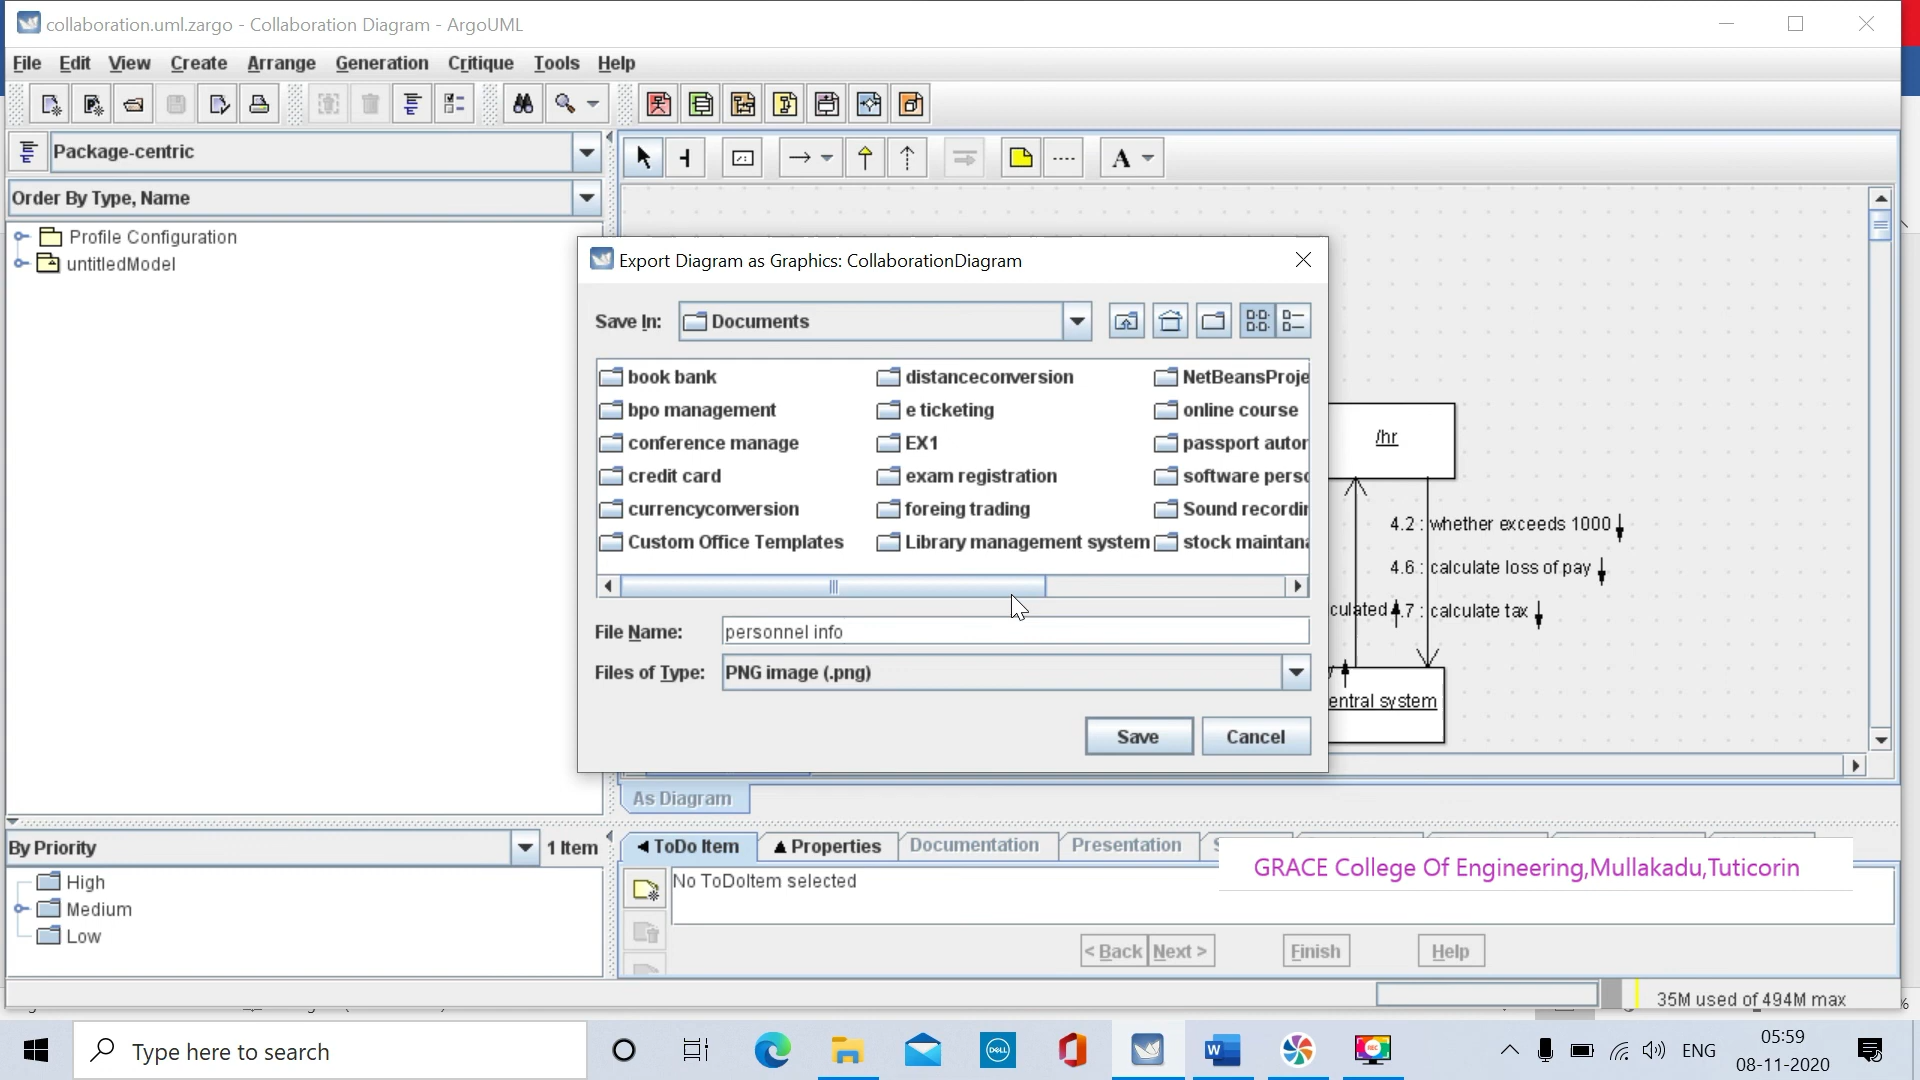 collaboration.uml.zargo - Collaboration Diagram - ArgoUML
File Edit View Create Arrange Generation Critique Tools Help
Package-centric
A
Order By Type, Name
Profile Configuration
untitledModel
Export Diagram as Graphics: CollaborationDiagram
Save In: Documents
book bank distanceconversion NetBeansProje
bpo management e ticketing online course
conference manage EX1 passport autor
credit card exam registration software perso
currencyconversion foreing trading Sound recordin
Custom Office Templates Library management system stock maintana
File Name: personnel info
Files of Type: PNG image (.png)
Save Cancel
/hr
4.2 : whether exceeds 1000
4.6 : calculate loss of pay
culated .7 : calculate tax
entral system
As Diagram
By Priority 1 Item
High
Medium
Low
ToDo Item Properties Documentation Presentation
No ToDoItem selected
GRACE College Of Engineering,Mullakadu,Tuticorin
< Back Next > Finish Help
35M used of 494M max
Type here to search
DELL
ENG
05:59
08-11-2020